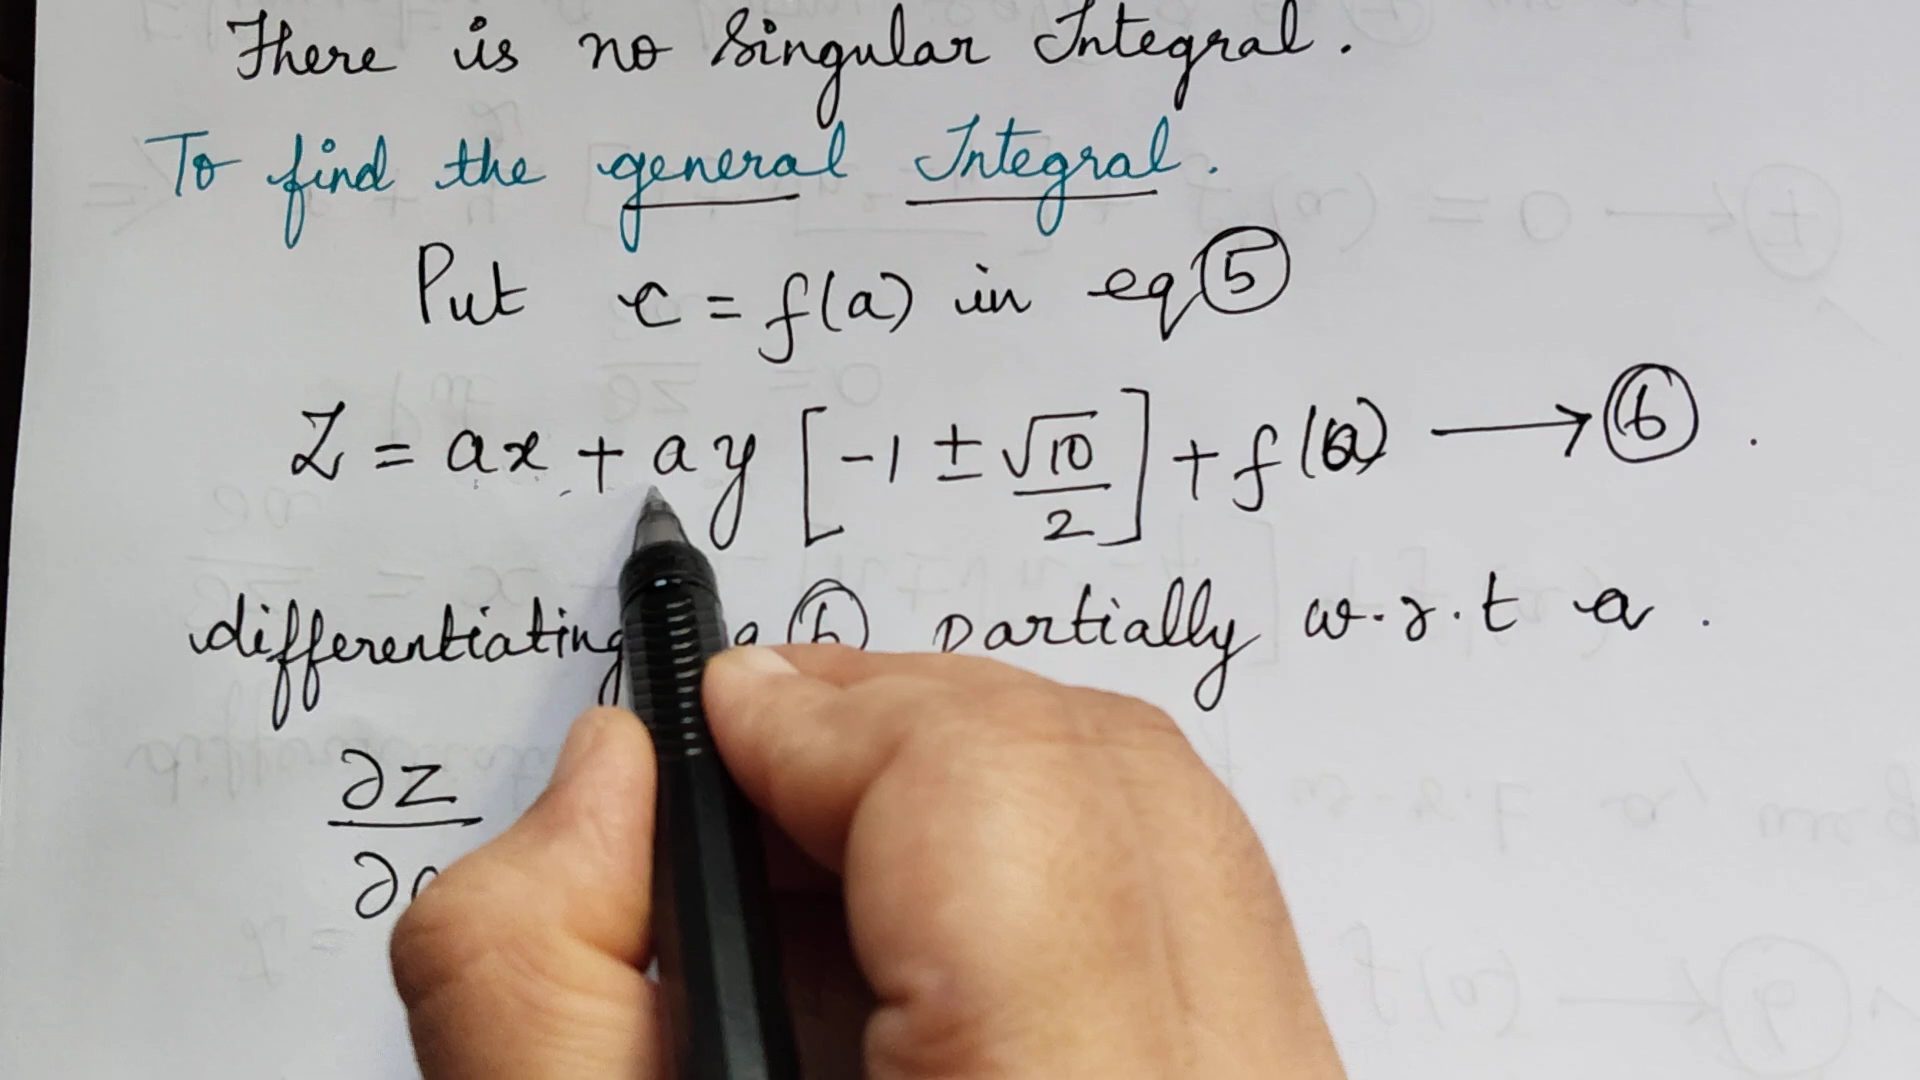 There is no Singular Integral.
To find the general Integral.
Put c = f(a) in eq ⑤
Z = ax + ay [-1 ± √10/2] + f(a) → ⑥.
differentiating ⑥ partially w.r.t a.
∂z
∂